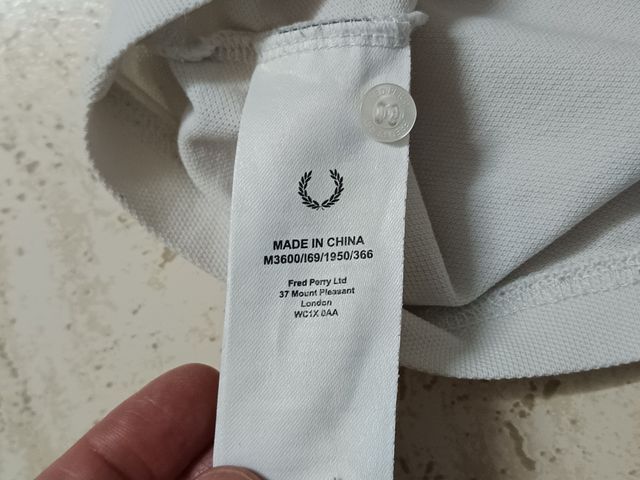 MADE IN CHINA
M3600/I69/1950/366
Fred Perry Ltd
37 Mount Pleasant
London
WC1X 0AA